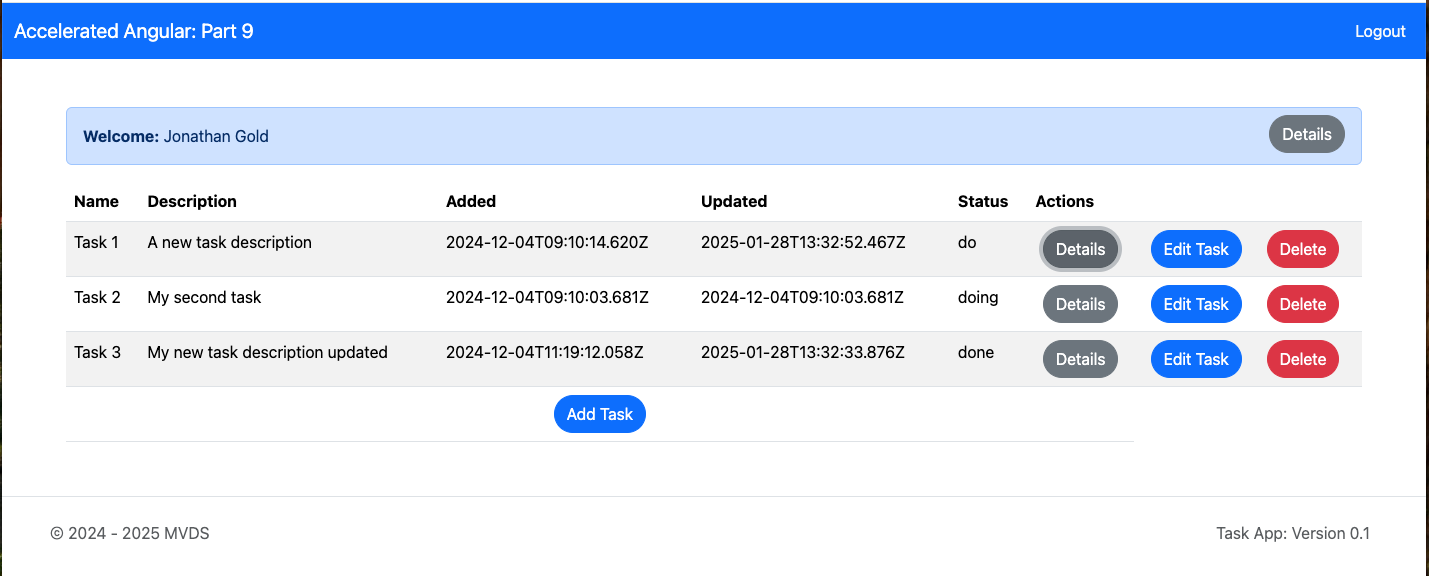 Accelerated Angular: Part 9 Logout
Welcome: Jonathan Gold Details
Name Description Added Updated Status Actions
Task 1 A new task description 2024-12-04T09:10:14.620Z 2025-01-28T13:32:52.467Z do Details Edit Task Delete
Task 2 My second task 2024-12-04T09:10:03.681Z 2024-12-04T09:10:03.681Z doing Details Edit Task Delete
Task 3 My new task description updated 2024-12-04T11:19:12.058Z 2025-01-28T13:32:33.876Z done Details Edit Task Delete
Add Task
© 2024 - 2025 MVDS Task App: Version 0.1